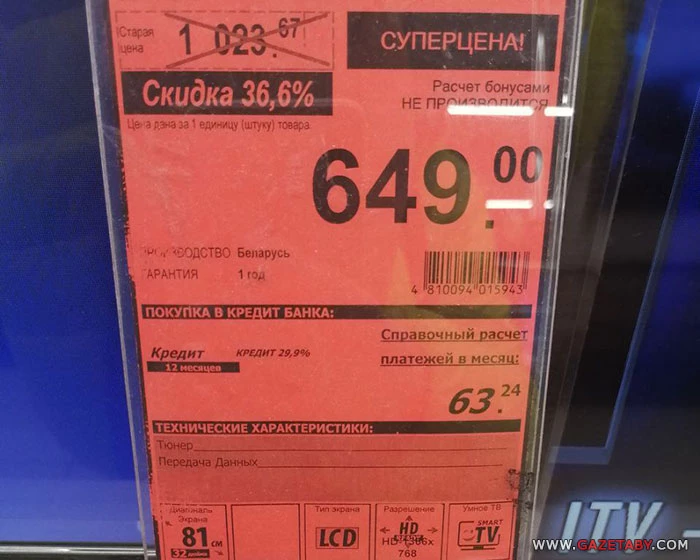 Старая 1 023.67
цена
СУПЕРЦЕНА!
Скидка 36,6%
Расчет бонусами
НЕ ПРОИЗВОДИТСЯ
Цена дана за 1 единицу (штуку) товара.
649.00
ПРОИЗВОДСТВО Беларусь
ГАРАНТИЯ 1 год
4 810094 015943
ПОКУПКА В КРЕДИТ БАНКА:
Справочный расчет
платежей в месяц:
Кредит КРЕДИТ 29,9%
12 месяцев
63.24
ТЕХНИЧЕСКИЕ ХАРАКТЕРИСТИКИ:
Тюнер
Передача Данных
Диагональ Экрана
81 СМ
32 дюйма
Тип экрана
LCD
Разрешение
HD
HD 1366x
768
Умное ТВ
SMART
TV
WWW.GAZETABY.COM